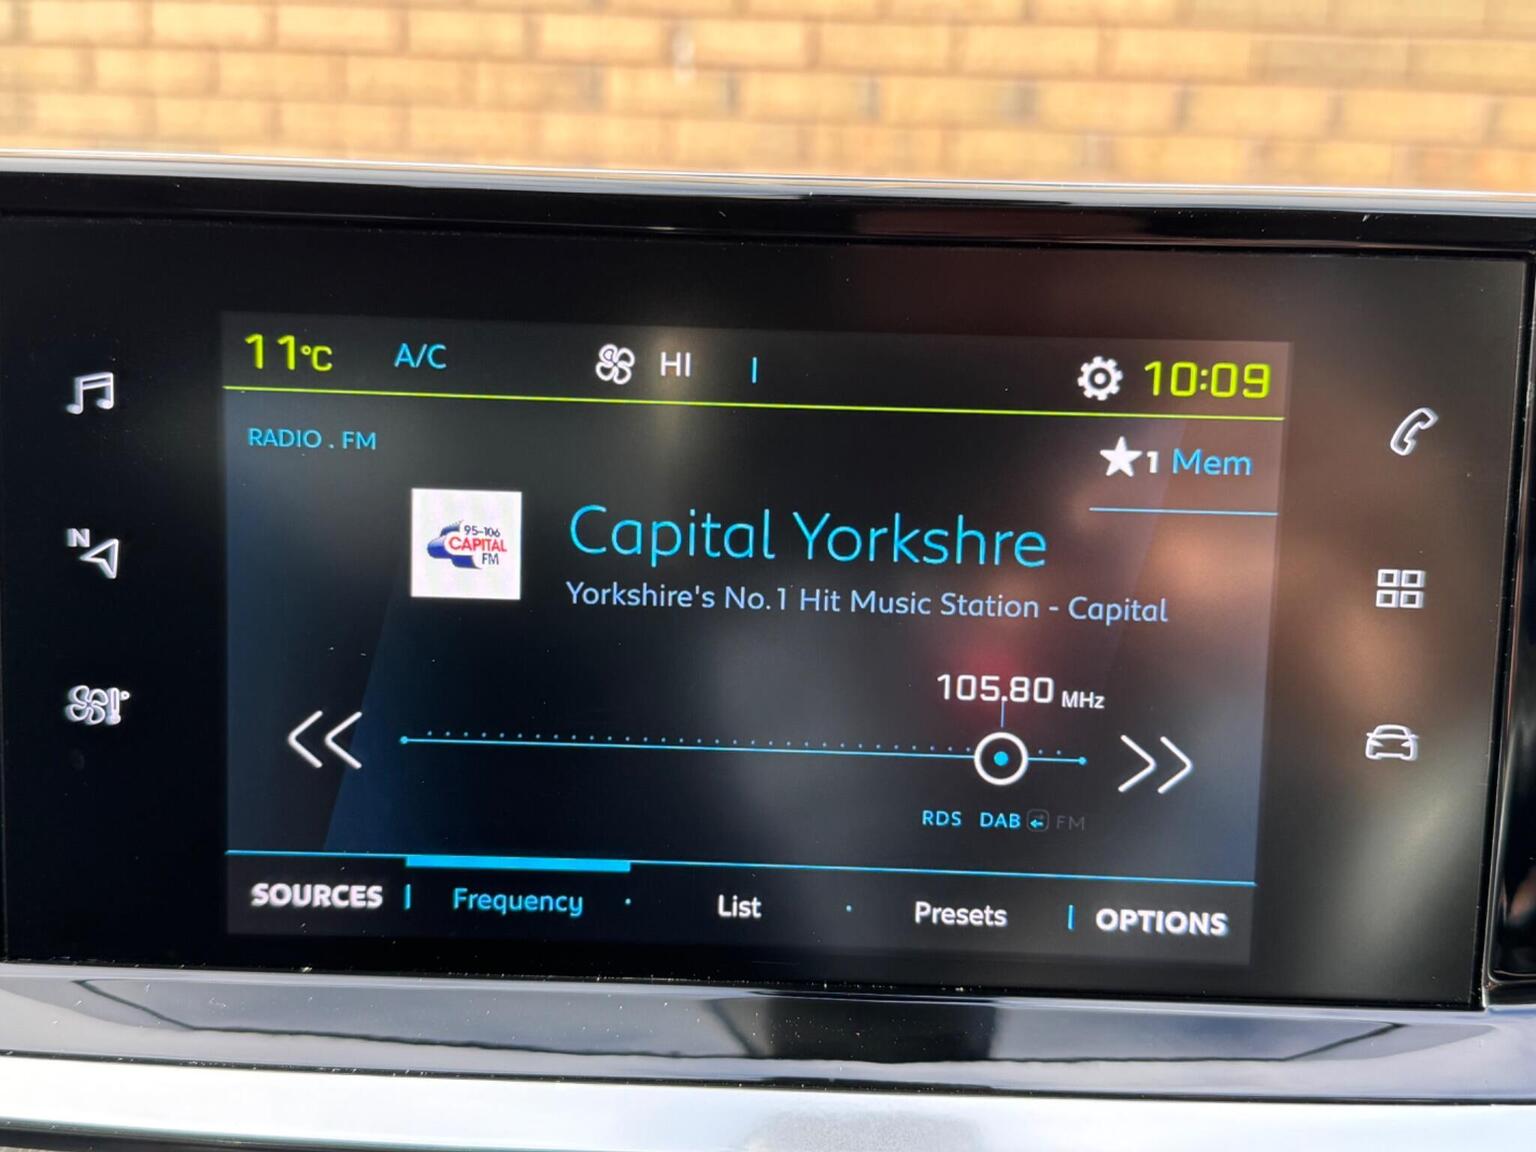 11°C A/C HI 10:09
RADIO . FM
★1 Mem
95-106
CAPITAL
FM
Capital Yorkshre
Yorkshire's No.1 Hit Music Station - Capital
105.80 MHz
N
RDS DAB FM
SOURCES Frequency · List · Presets OPTIONS